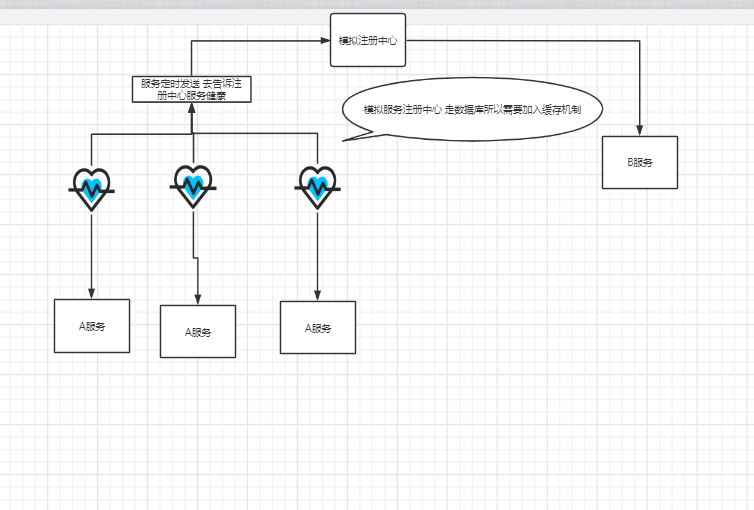 模拟注册中心
服务定时发送 去告诉注
册中心服务健康
模拟服务注册中心 走数据库所以需要加入缓存机制
B服务
A服务
A服务
A服务